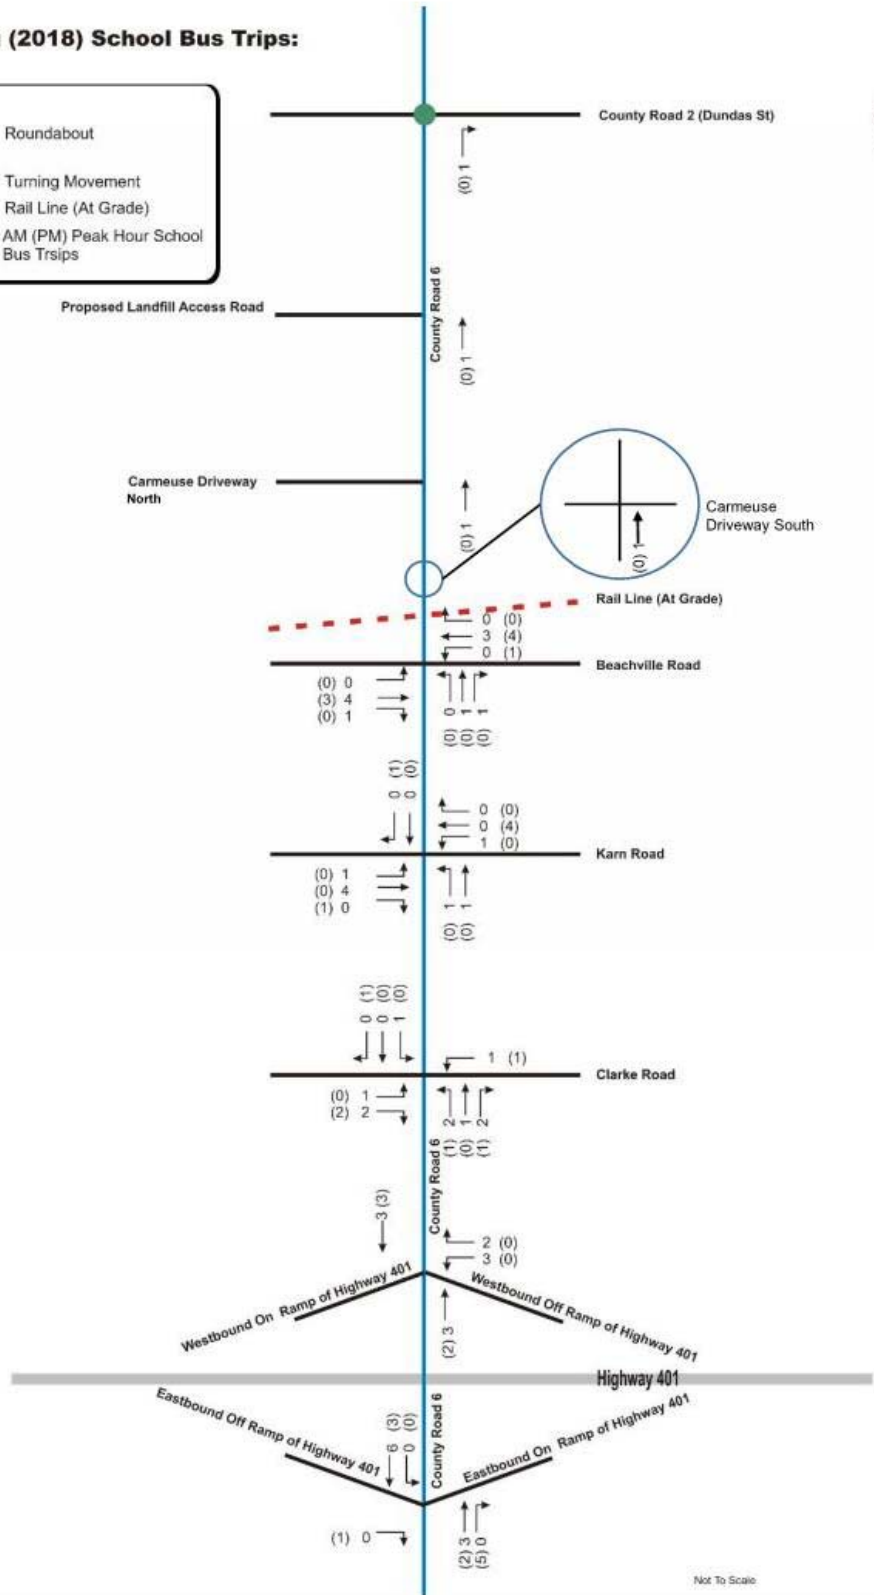 (2018) School Bus Trips:
County Road 2 (Dundas St)
Roundabout
Turning Movement
Rail Line (At Grade)
AM (PM) Peak Hour School
Bus Trsips
(0) 1
Proposed Landfill Access Road
County Road 6
(0) 1
Carmeuse Driveway
North
(0) 1
(0) 1
Carmeuse
Driveway South
Rail Line (At Grade)
0 (0)
3 (4)
0 (1)
Beachville Road
(0) 0
(3) 4
(0) 1
(0) 0
(0) 1
(0) 1
0 (1)
0 (0)
0 (0)
0 (4)
1 (0)
Karn Road
(0) 1
(0) 4
(1) 0
(0) 1
(0) 1
0 (1)
0 (0)
1 (0)
1 (1)
Clarke Road
(0) 1
(2) 2
(1) 2
(0) 1
(1) 2
County Road 6
3 (3)
2 (0)
3 (0)
Westbound On Ramp of Highway 401
Westbound Off Ramp of Highway 401
(2) 3
Highway 401
Eastbound Off Ramp of Highway 401
6 (3)
0 (0)
County Road 6
Eastbound On Ramp of Highway 401
(1) 0
(2) 3
(5) 0
Not To Scale